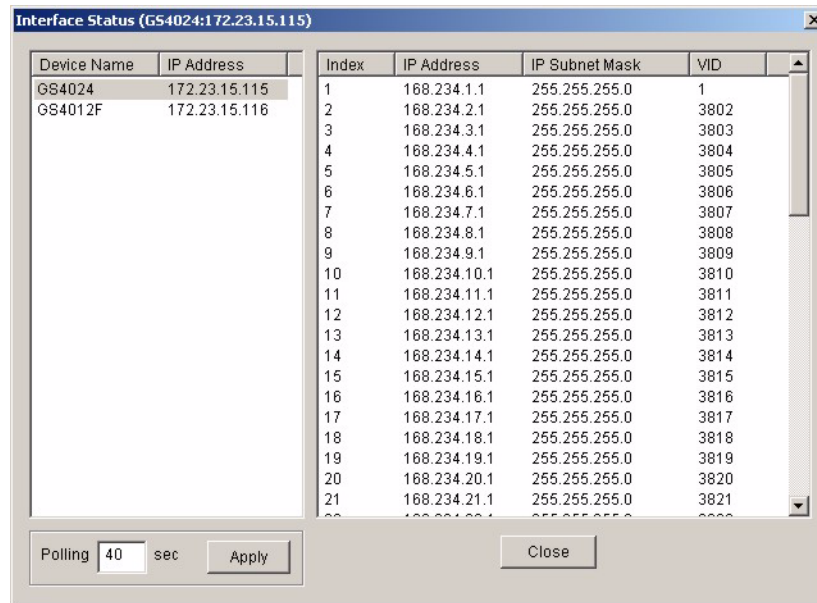 Interface Status (GS4024:172.23.15.115)
Device Name IP Address
GS4024 172.23.15.115
GS4012F 172.23.15.116
Index IP Address IP Subnet Mask VID
1 168.234.1.1 255.255.255.0 1
2 168.234.2.1 255.255.255.0 3802
3 168.234.3.1 255.255.255.0 3803
4 168.234.4.1 255.255.255.0 3804
5 168.234.5.1 255.255.255.0 3805
6 168.234.6.1 255.255.255.0 3806
7 168.234.7.1 255.255.255.0 3807
8 168.234.8.1 255.255.255.0 3808
9 168.234.9.1 255.255.255.0 3809
10 168.234.10.1 255.255.255.0 3810
11 168.234.11.1 255.255.255.0 3811
12 168.234.12.1 255.255.255.0 3812
13 168.234.13.1 255.255.255.0 3813
14 168.234.14.1 255.255.255.0 3814
15 168.234.15.1 255.255.255.0 3815
16 168.234.16.1 255.255.255.0 3816
17 168.234.17.1 255.255.255.0 3817
18 168.234.18.1 255.255.255.0 3818
19 168.234.19.1 255.255.255.0 3819
20 168.234.20.1 255.255.255.0 3820
21 168.234.21.1 255.255.255.0 3821
Polling 40 sec Apply
Close